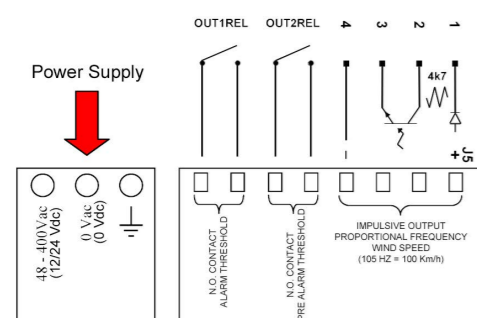 OUT1REL
OUT2REL
4
3
2
1
4k7
Power Supply
J5
–
+
48 - 400Vac
(12/24 Vdc)
0 Vac
(0 Vdc)
N.O. CONTACT
ALARM THRESHOLD
N.O. CONTACT
PRE ALARM THRESHOLD
IMPULSIVE OUTPUT
PROPORTIONAL FREQUENCY
WIND SPEED
(105 HZ = 100 Km/h)